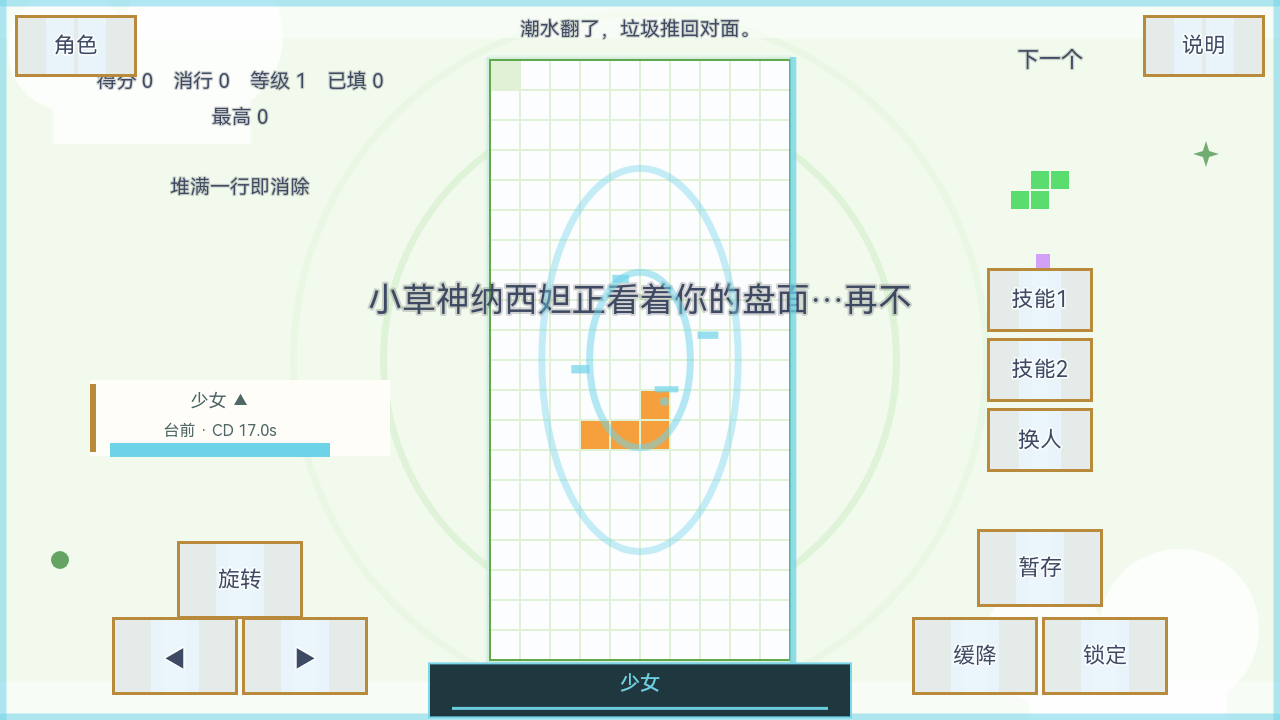 角色
潮水翻了，垃圾推回对面。
说明
得分 0 消行 0 等级 1 已填 0
最高 0
下一个
堆满一行即消除
小草神纳西妲正看着你的盘面…再不
技能1
技能2
换人
少女 ▲
台前 · CD 17.0s
旋转
◀
▶
暂存
缓降
锁定
少女